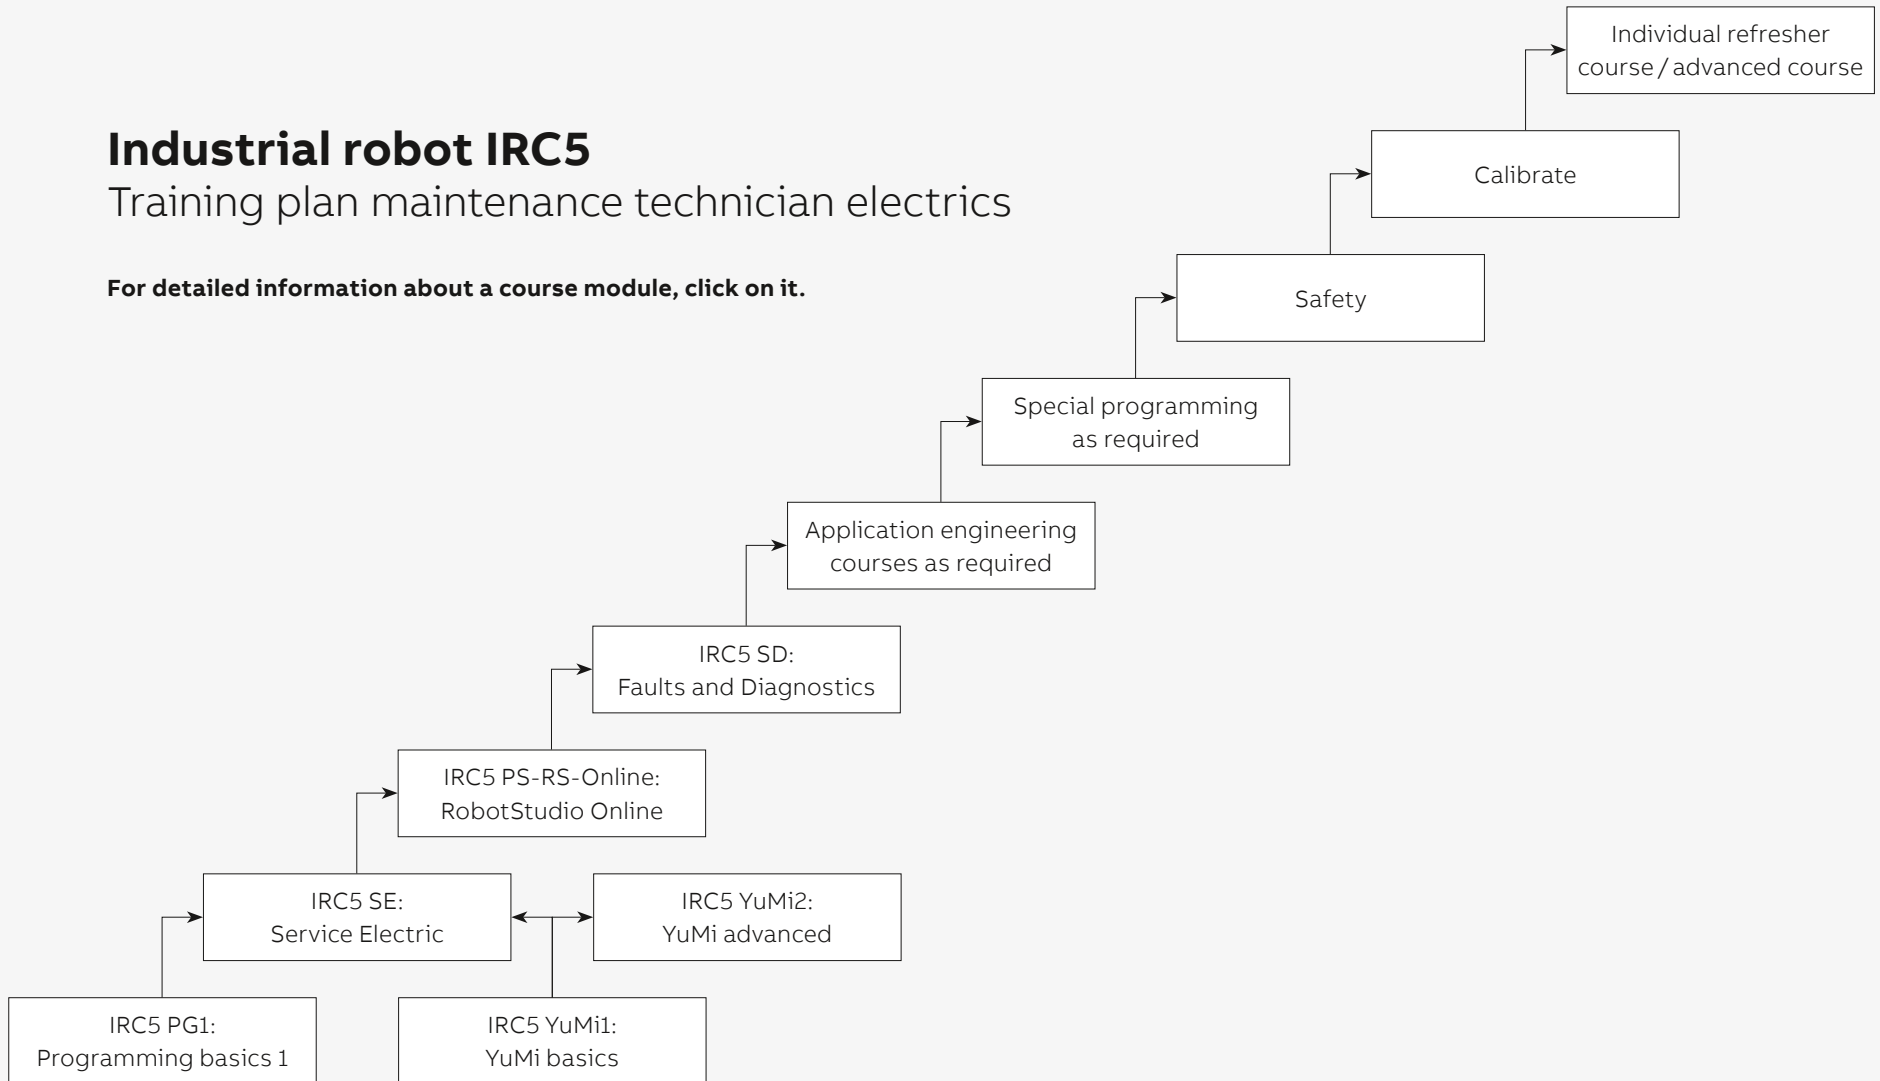 Individual refresher
course / advanced course
Industrial robot IRC5
Training plan maintenance technician electrics
Calibrate
For detailed information about a course module, click on it.
Safety
Special programming
as required
Application engineering
courses as required
IRC5 SD:
Faults and Diagnostics
IRC5 PS-RS-Online:
RobotStudio Online
IRC5 SE:
Service Electric
IRC5 YuMi2:
YuMi advanced
IRC5 PG1:
Programming basics 1
IRC5 YuMi1:
YuMi basics